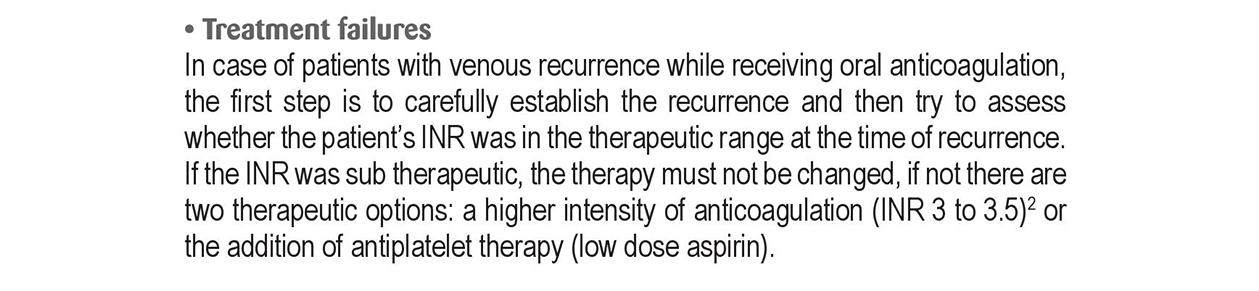 • Treatment failures
In case of patients with venous recurrence while receiving oral anticoagulation,
the first step is to carefully establish the recurrence and then try to assess
whether the patient’s INR was in the therapeutic range at the time of recurrence.
If the INR was sub therapeutic, the therapy must not be changed, if not there are
two therapeutic options: a higher intensity of anticoagulation (INR 3 to 3.5)² or
the addition of antiplatelet therapy (low dose aspirin).